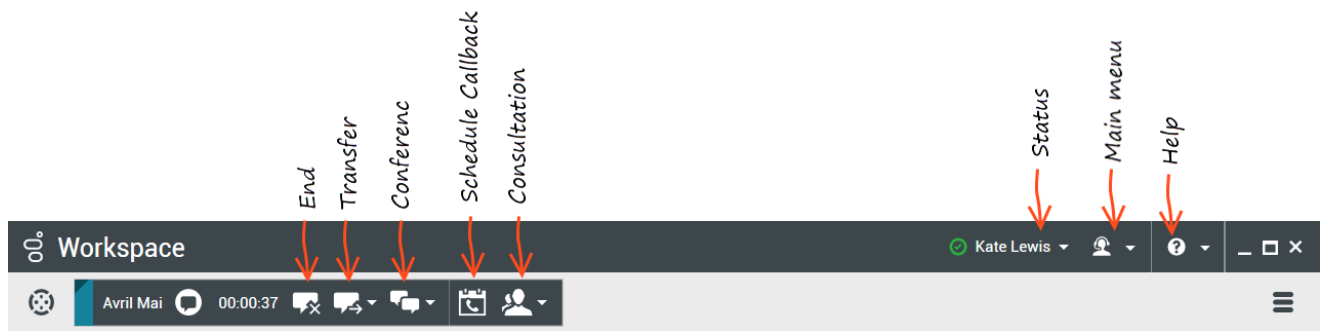 End
Transfer
Conferenc
Schedule Callback
Consultation
Status
Main menu
Help
Workspace
Kate Lewis
Avril Mai 00:00:37